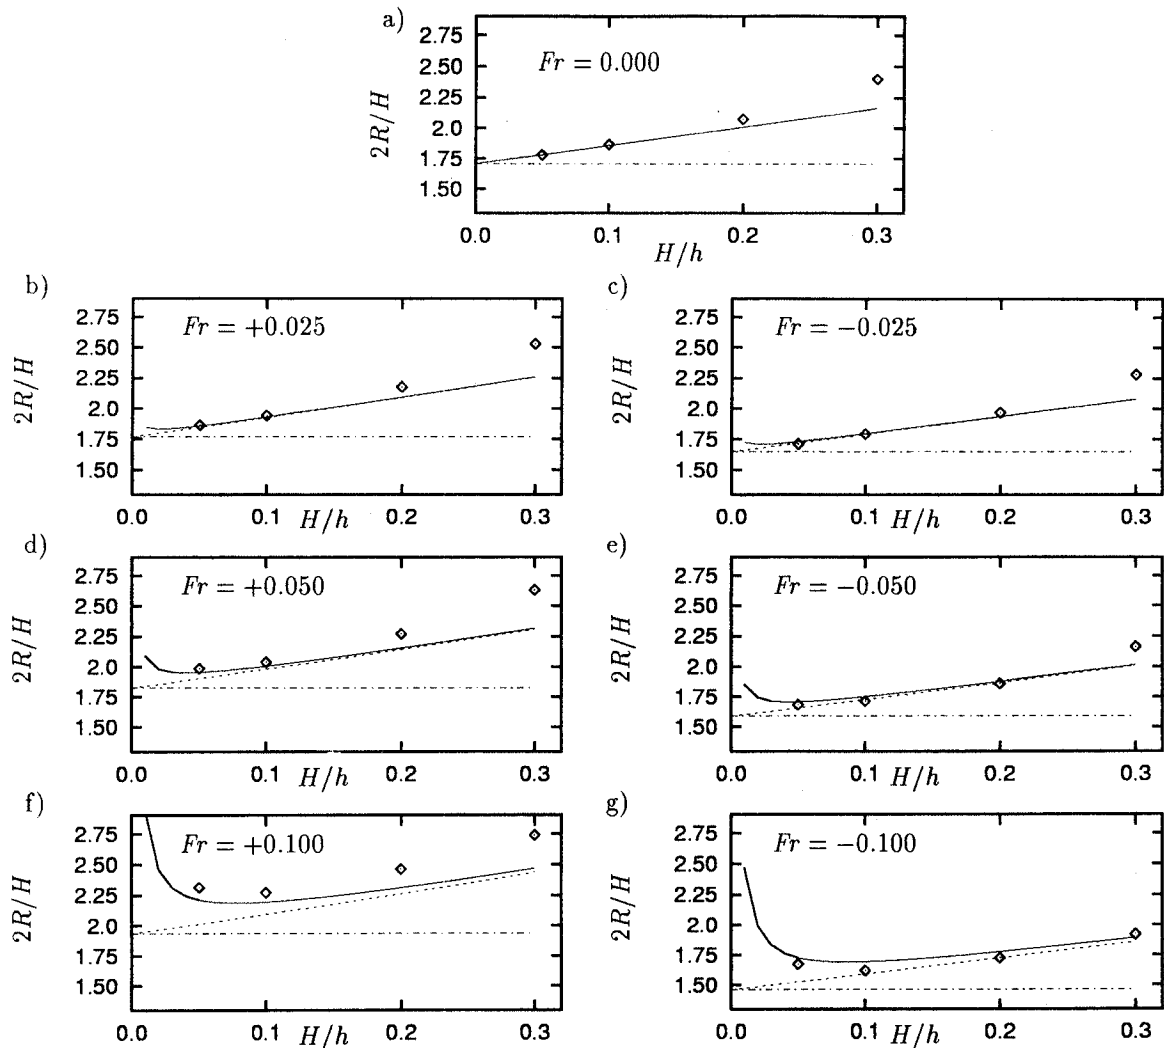 a)
Fr = 0.000
2R/H
2.75
2.50
2.25
2.0
1.75
1.50
0.0 0.1 0.2 0.3
H/h
b)
Fr = +0.025
2R/H
2.75
2.50
2.25
2.0
1.75
1.50
0.0 0.1 0.2 0.3
H/h
c)
Fr = −0.025
2R/H
2.75
2.50
2.25
2.0
1.75
1.50
0.0 0.1 0.2 0.3
H/h
d)
Fr = +0.050
2R/H
2.75
2.50
2.25
2.0
1.75
1.50
0.0 0.1 0.2 0.3
H/h
e)
Fr = −0.050
2R/H
2.75
2.50
2.25
2.0
1.75
1.50
0.0 0.1 0.2 0.3
H/h
f)
Fr = +0.100
2R/H
2.75
2.50
2.25
2.0
1.75
1.50
0.0 0.1 0.2 0.3
H/h
g)
Fr = −0.100
2R/H
2.75
2.50
2.25
2.0
1.75
1.50
0.0 0.1 0.2 0.3
H/h